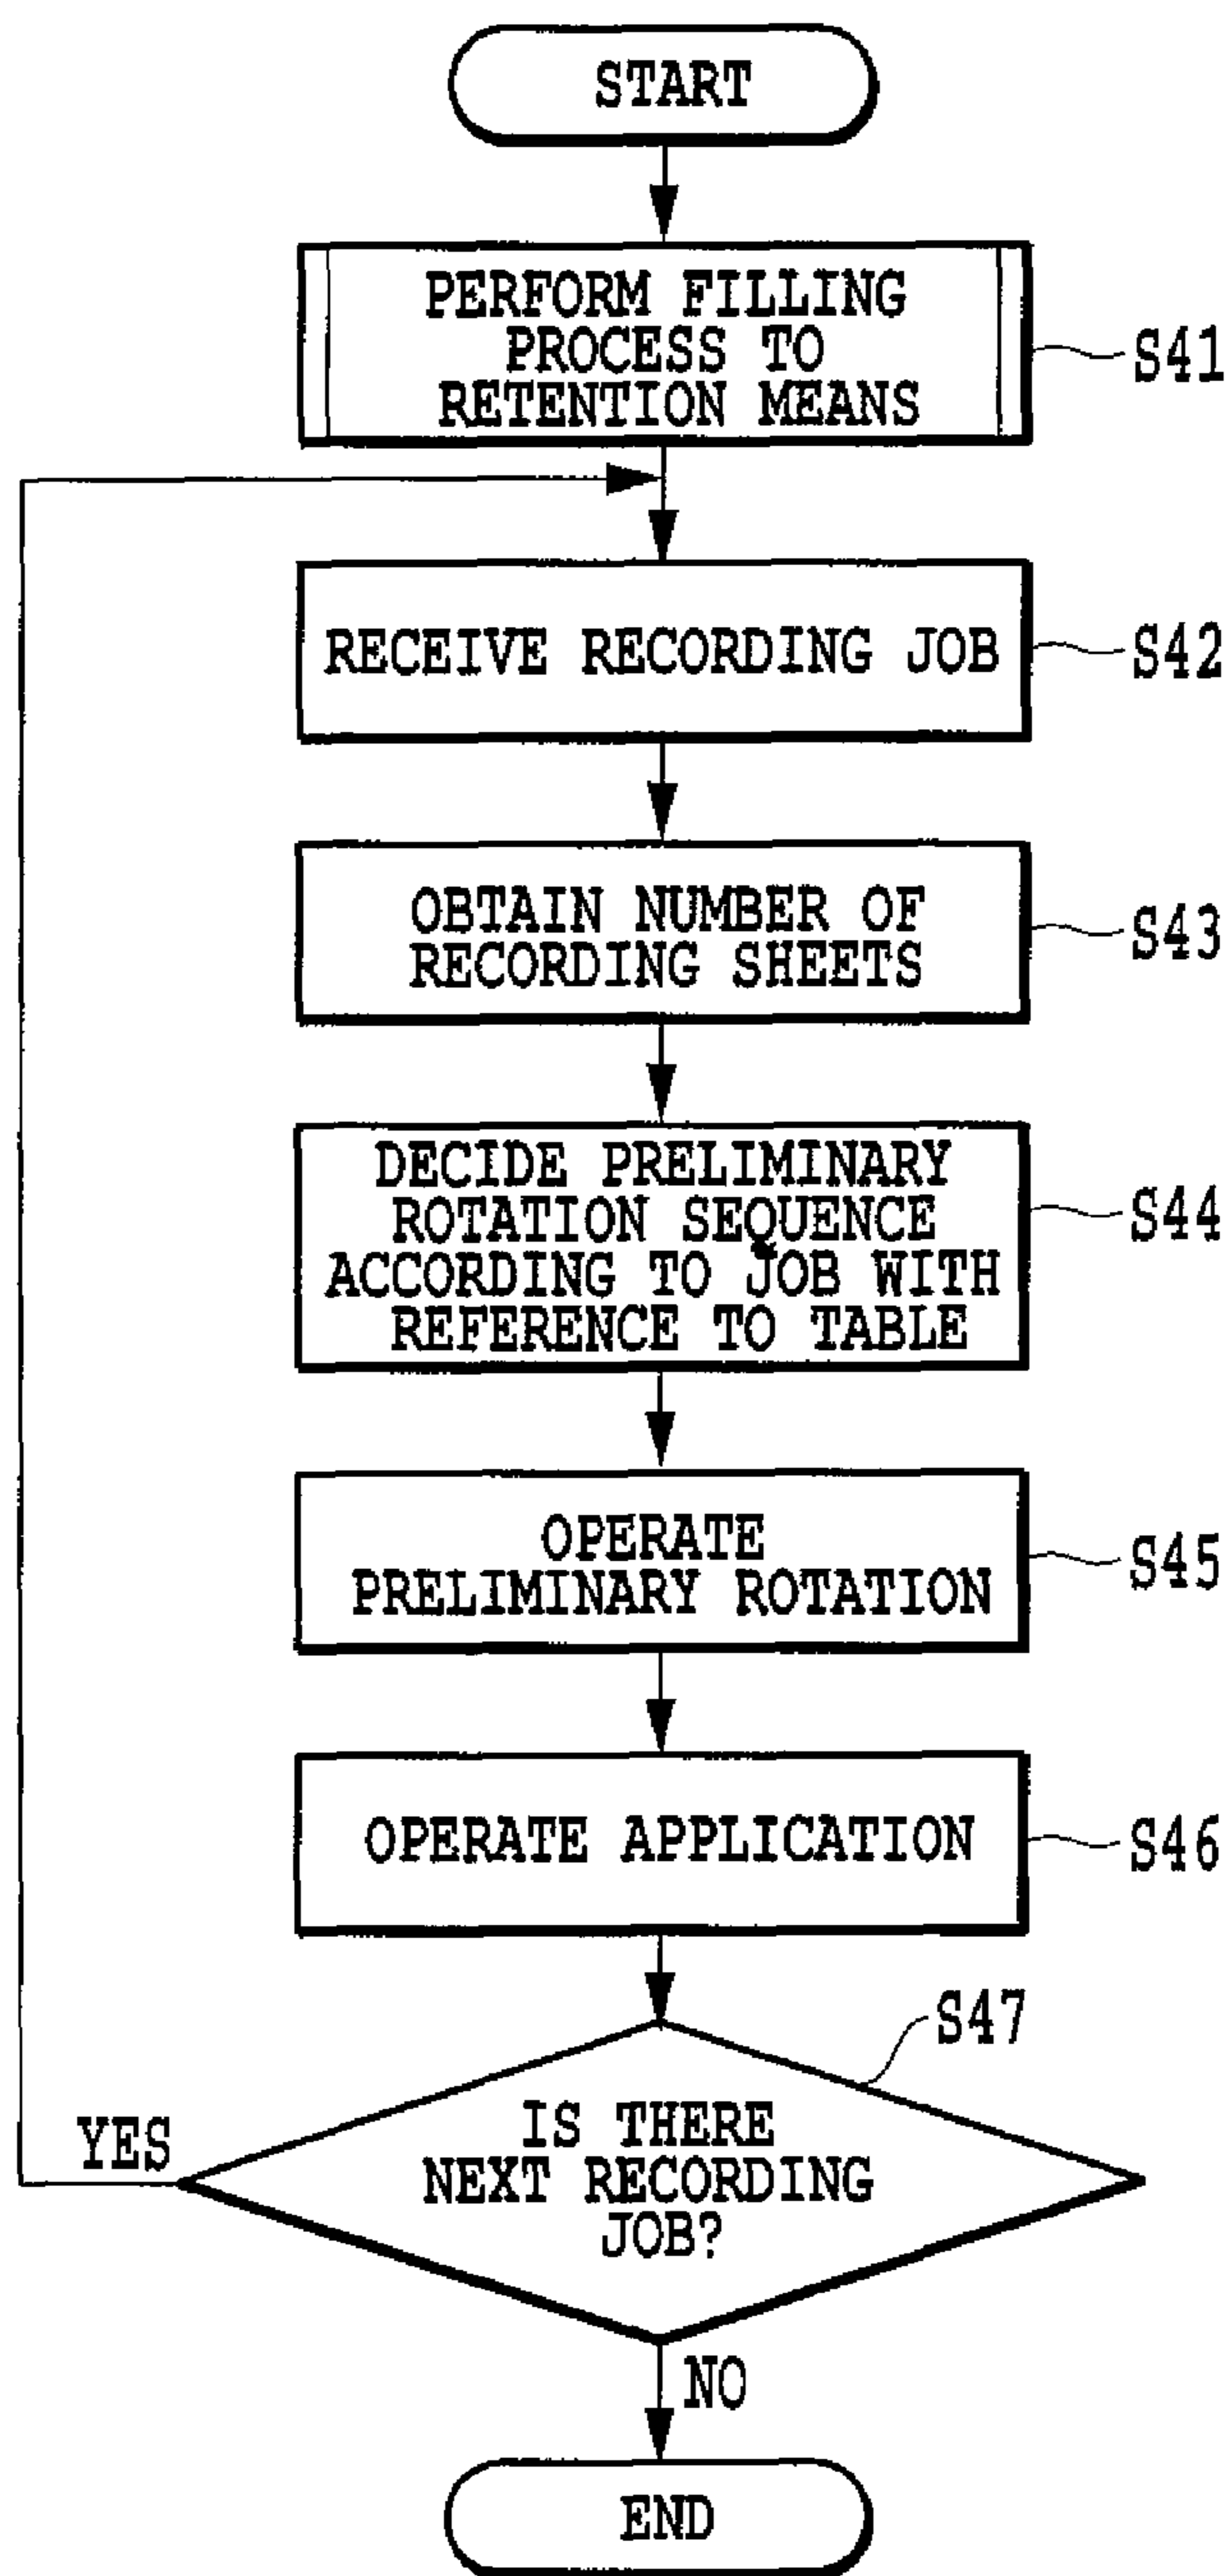 START
PERFORM FILLING
PROCESS TO
RETENTION MEANS
S41
RECEIVE RECORDING JOB
S42
OBTAIN NUMBER OF
RECORDING SHEETS
S43
DECIDE PRELIMINARY
ROTATION SEQUENCE
ACCORDING TO JOB WITH
REFERENCE TO TABLE
S44
OPERATE
PRELIMINARY ROTATION
S45
OPERATE APPLICATION
S46
S47
IS THERE
NEXT RECORDING
JOB?
YES
NO
END